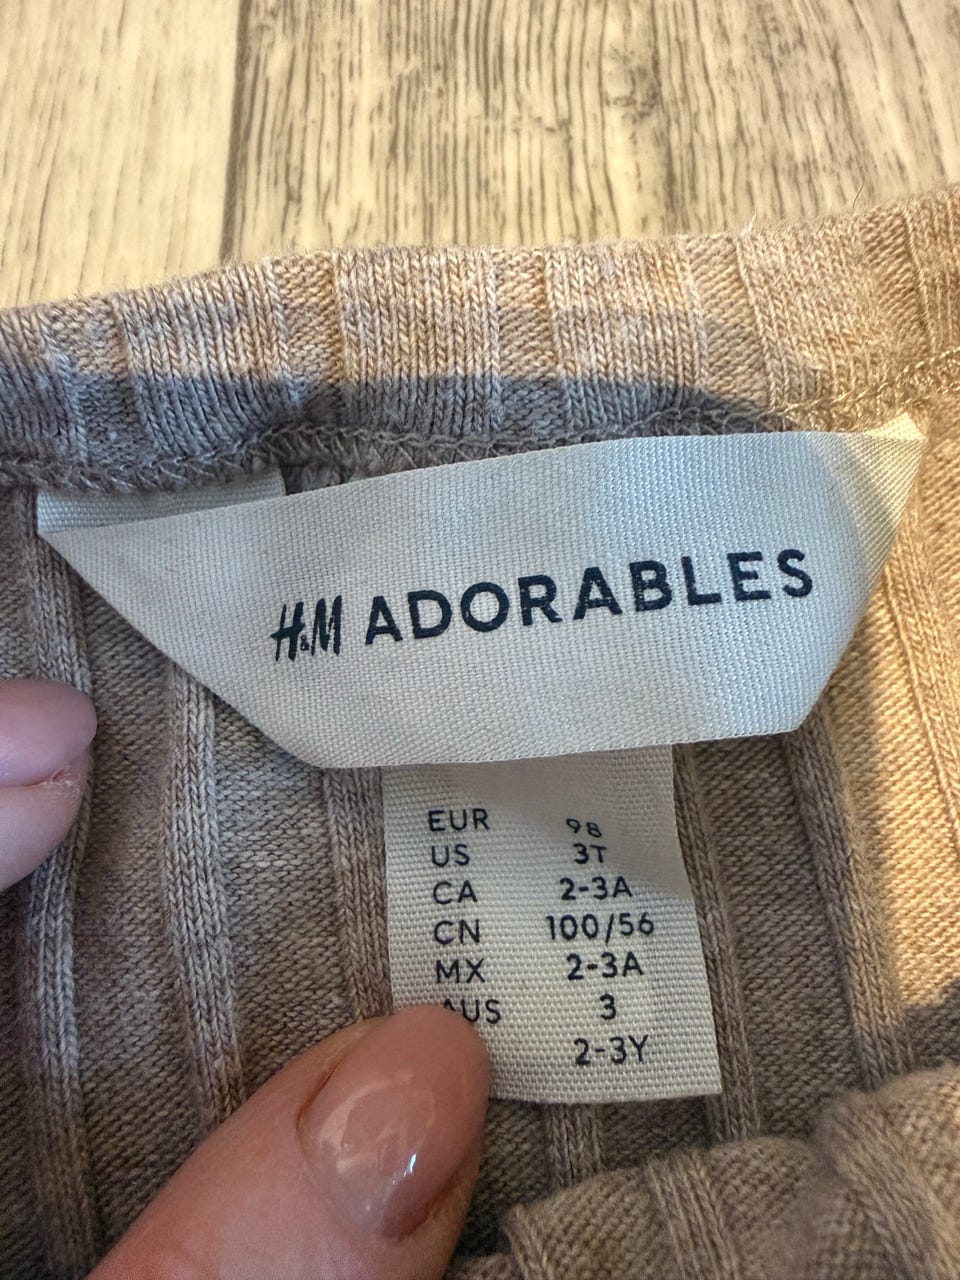 H&M ADORABLES
EUR 98
US 3T
CA 2-3A
CN 100/56
MX 2-3A
AUS 3
2-3Y